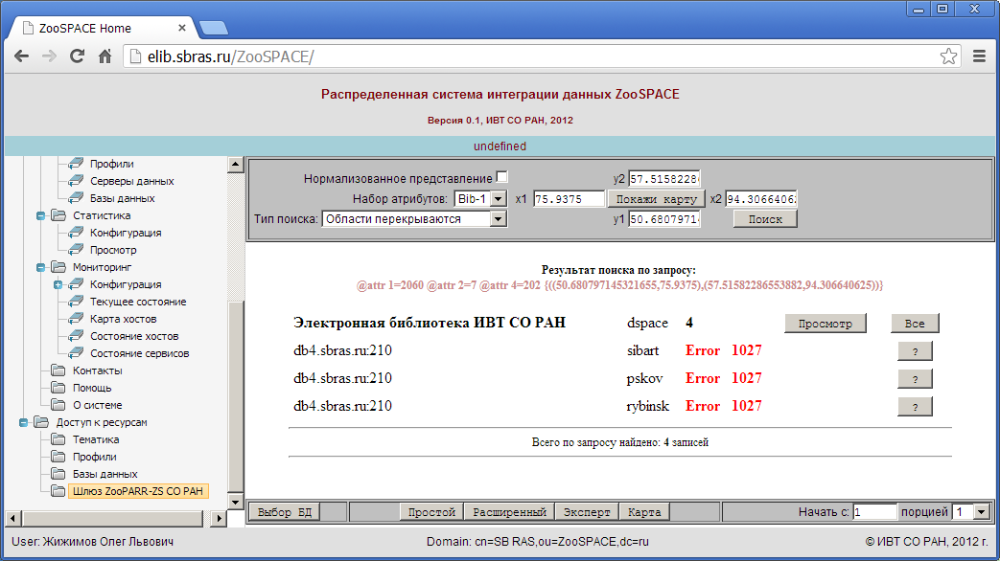 ZooSPACE Home
elib.sbras.ru/ZooSPACE/
Распределенная система интеграции данных ZooSPACE
Версия 0.1, ИВТ СО РАН, 2012
undefined
Профили
Серверы данных
Базы данных
Статистика
Конфигурация
Просмотр
Мониторинг
Конфигурация
Текущее состояние
Карта хостов
Состояние хостов
Состояние сервисов
Контакты
Помощь
О системе
Доступ к ресурсам
Тематика
Профили
Базы данных
Шлюз ZooPARR-ZS СО РАН
Нормализованное представление y2 57.5158228
Набор атрибутов: Bib-1 x1 75.9375 Покажи карту x2 94.3066406
Тип поиска: Области перекрываются y1 50.6807971 Поиск
Результат поиска по запросу:
@attr 1=2060 @attr 2=7 @attr 4=202 {((50.680797145321655,75.9375),(57.51582286553882,94.306640625))}
Электронная библиотека ИВТ СО РАН dspace 4 Просмотр Все
db4.sbras.ru:210 sibart Error 1027 ?
db4.sbras.ru:210 pskov Error 1027 ?
db4.sbras.ru:210 rybinsk Error 1027 ?
Всего по запросу найдено: 4 записей
Выбор БД Простой Расширенный Эксперт Карта Начать с: 1 порцией 1
User: Жижимов Олег Львович Domain: cn=SB RAS,ou=ZooSPACE,dc=ru © ИВТ СО РАН, 2012 г.